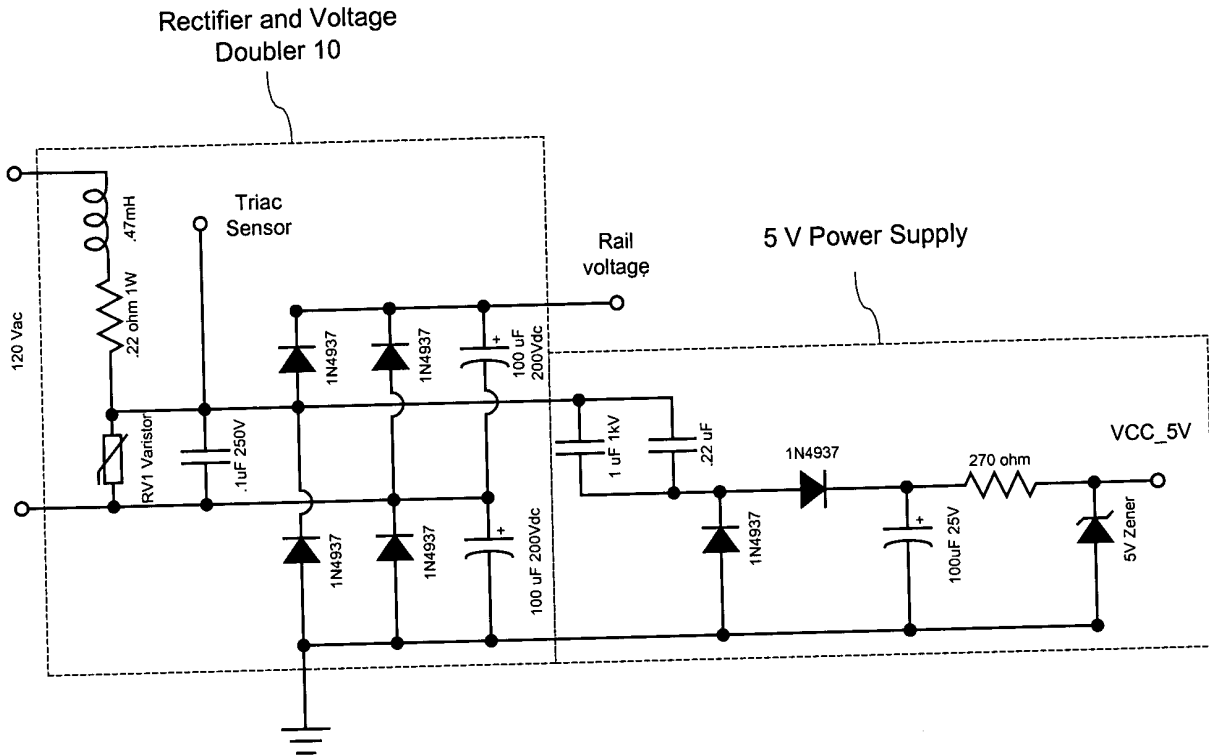 Rectifier and Voltage
Doubler 10
120 Vac
.47mH
.22 ohm 1W
RV1 Varistor
Triac
Sensor
.1uF 250V
1N4937
1N4937
100 uF
200Vdc
Rail
voltage
1N4937
1N4937
100 uF 200Vdc
5 V Power Supply
1 uF 1kV
.22 uF
1N4937
1N4937
270 ohm
100uF 25V
VCC_5V
5V Zener